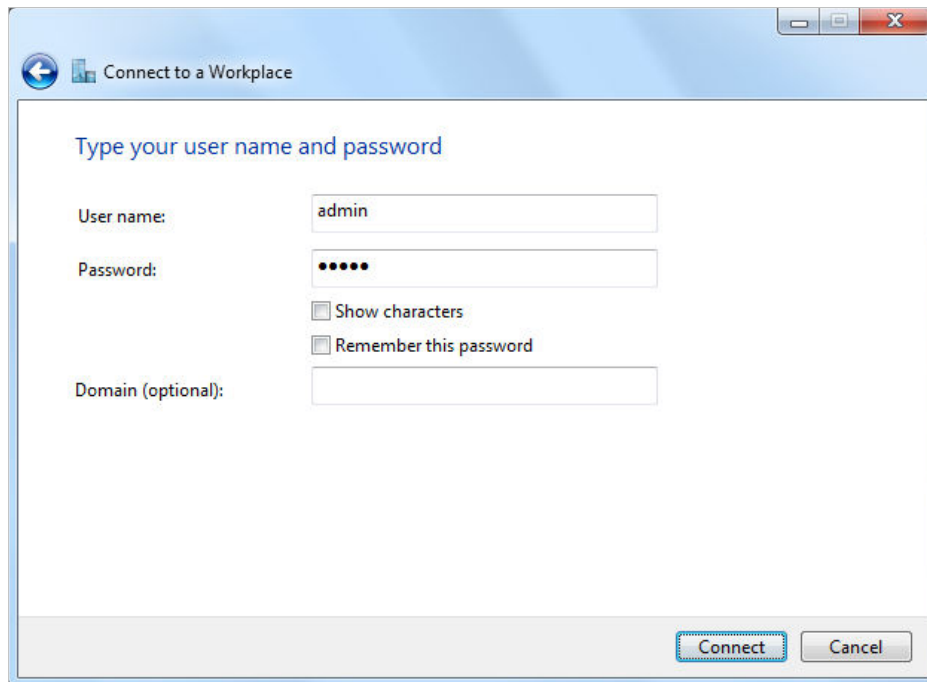 Connect to a Workplace
Type your user name and password
User name: admin
Password: •••••
Show characters
Remember this password
Domain (optional):
Connect Cancel